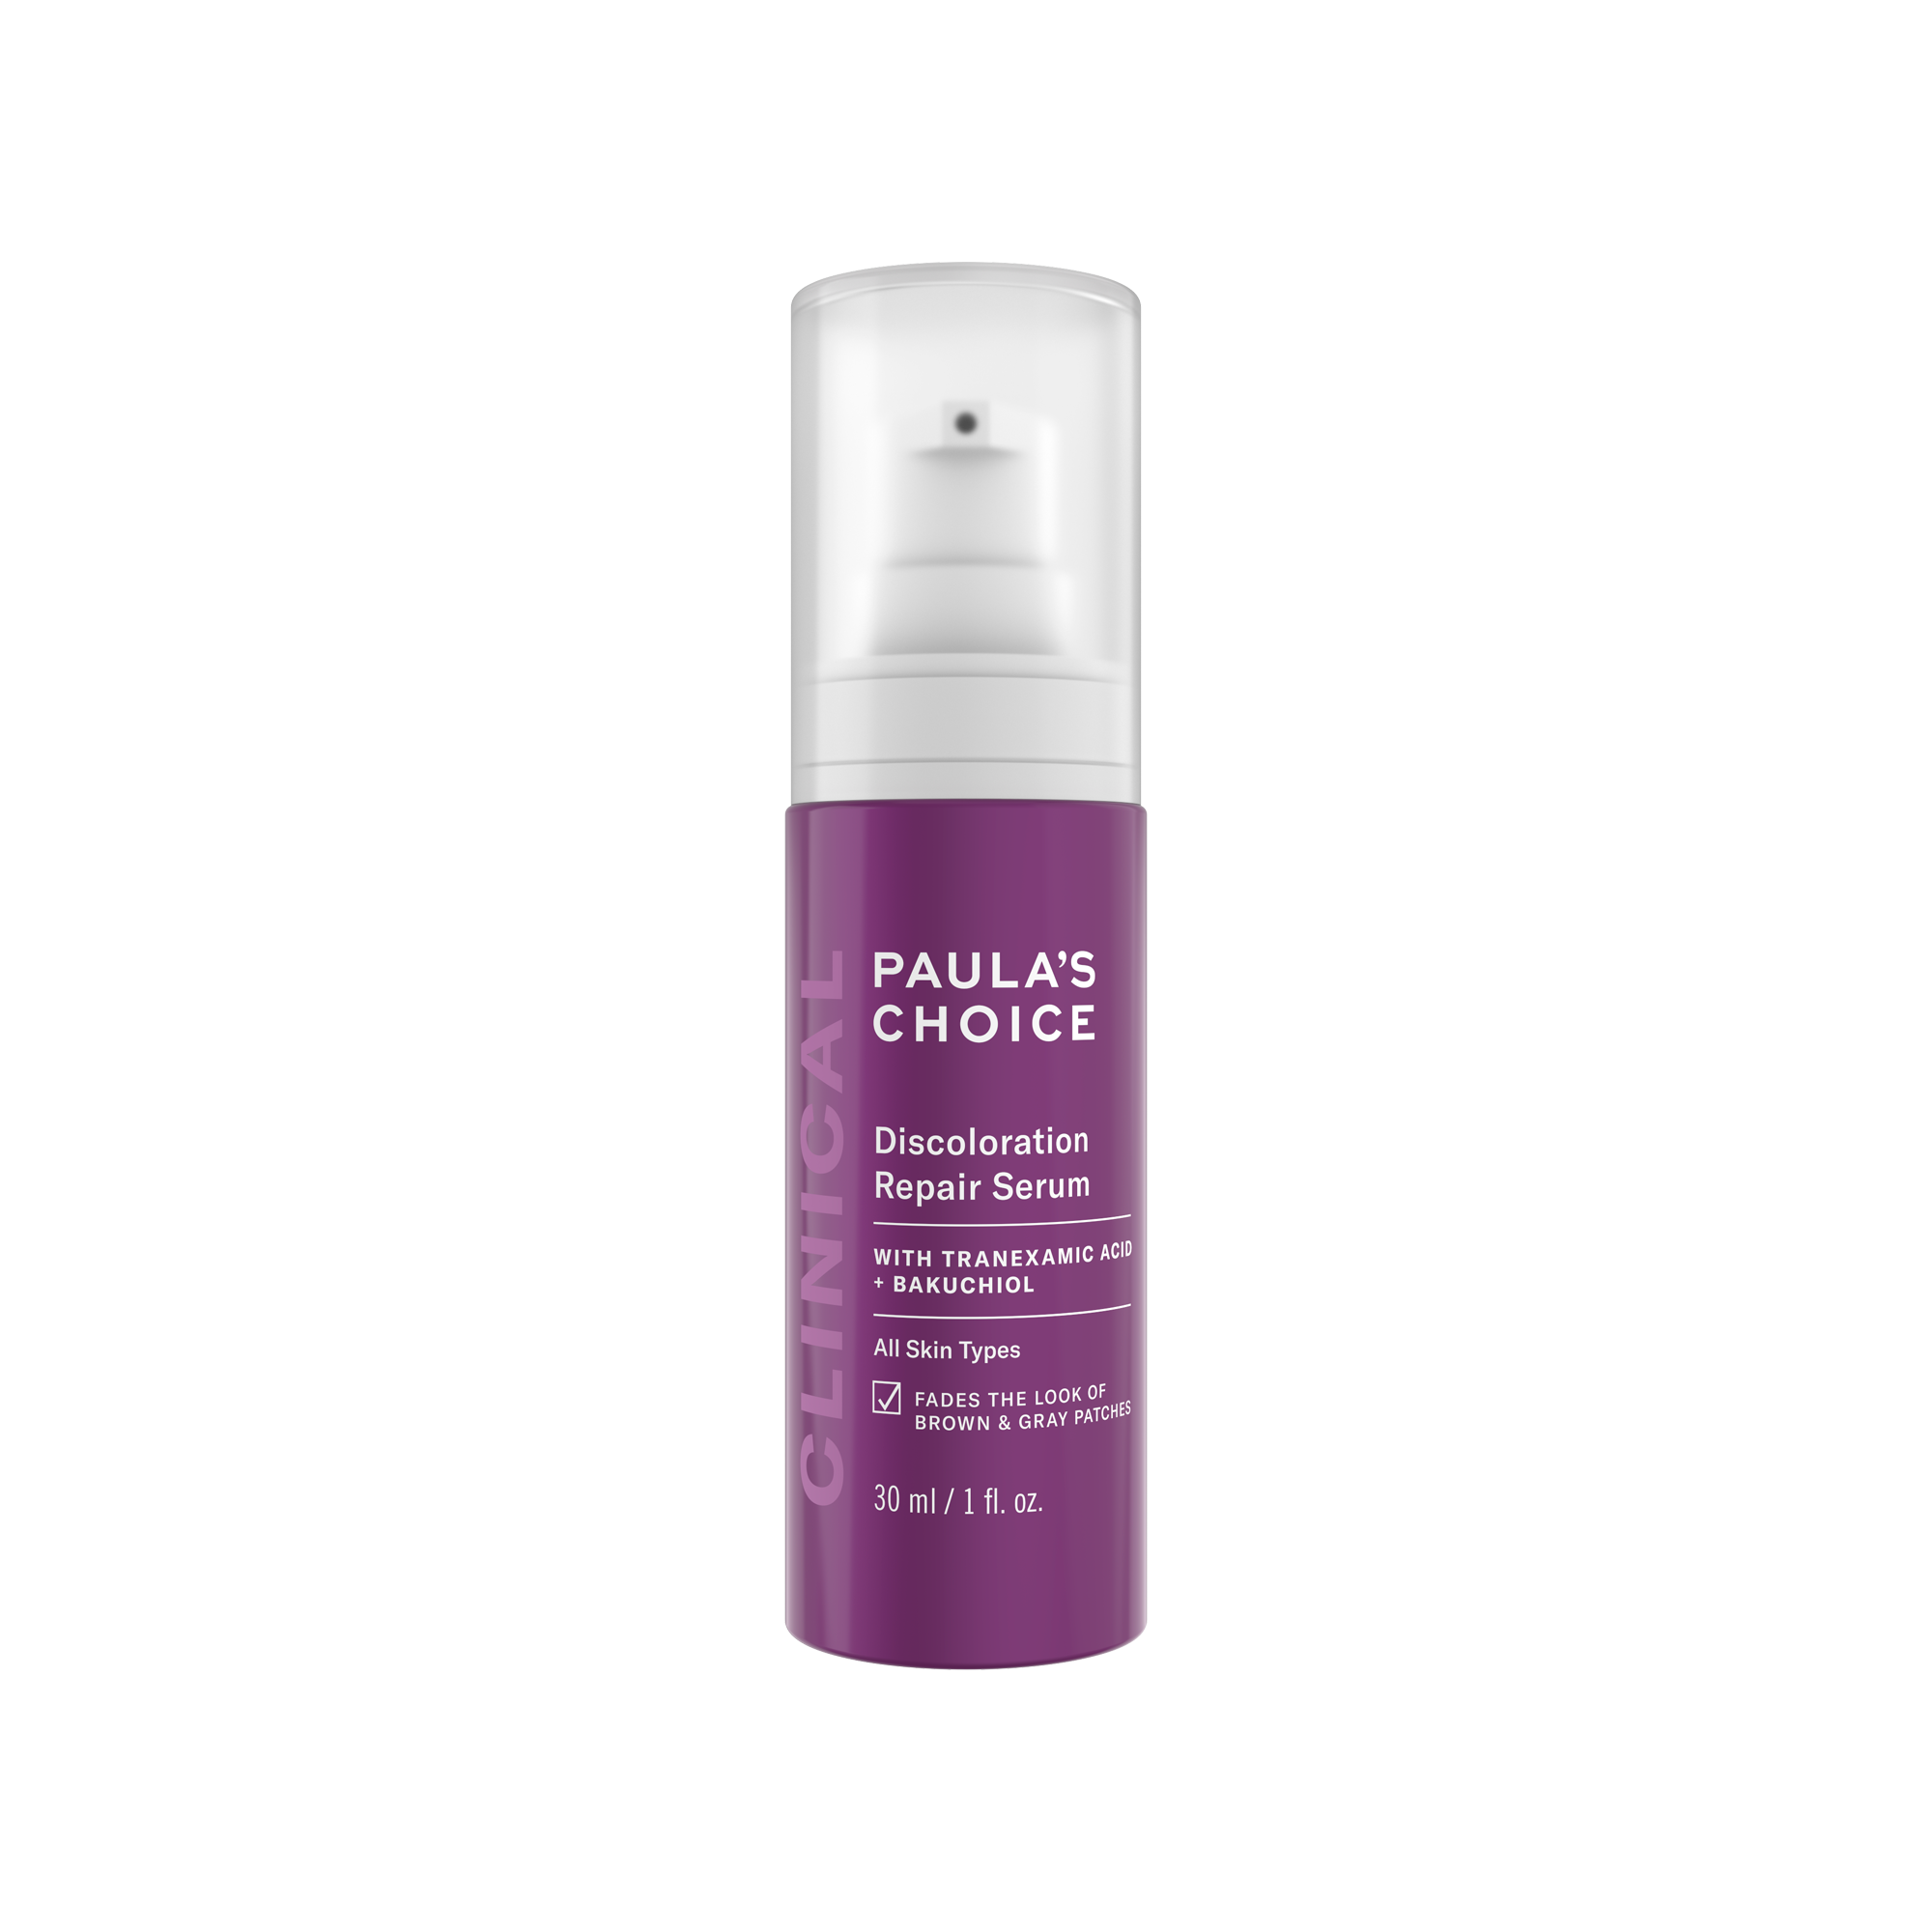 CLINICAL
PAULA'S
CHOICE
Discoloration
Repair Serum
WITH TRANEXAMIC ACID
+ BAKUCHIOL
All Skin Types
FADES THE LOOK OF
BROWN & GRAY PATCHES
30 ml / 1 fl. oz.